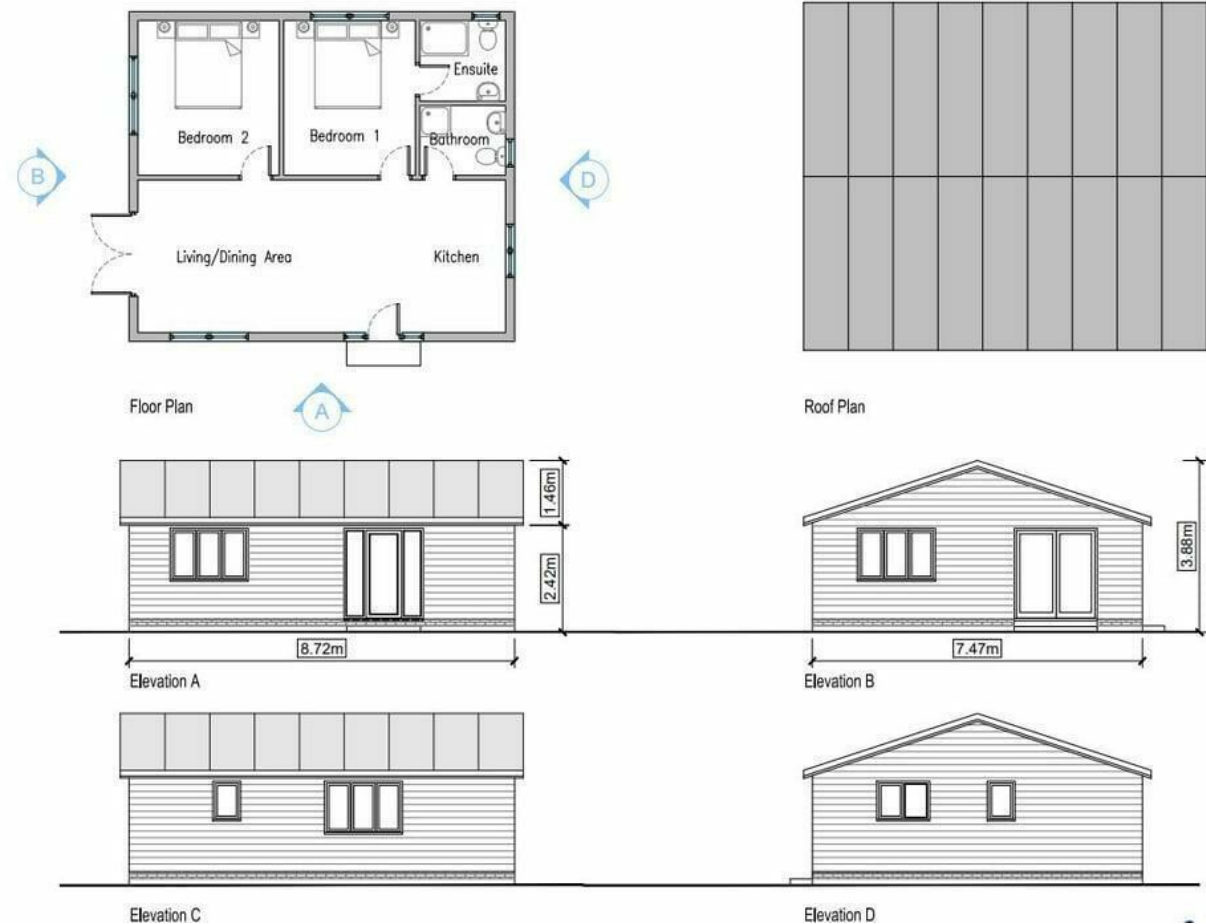 Ensuite
Bedroom 2
Bedroom 1
Bathroom
B
D
Living/Dining Area
Kitchen
Floor Plan
A
Roof Plan
1.46m
2.42m
3.88m
8.72m
7.47m
Elevation A
Elevation B
Elevation C
Elevation D